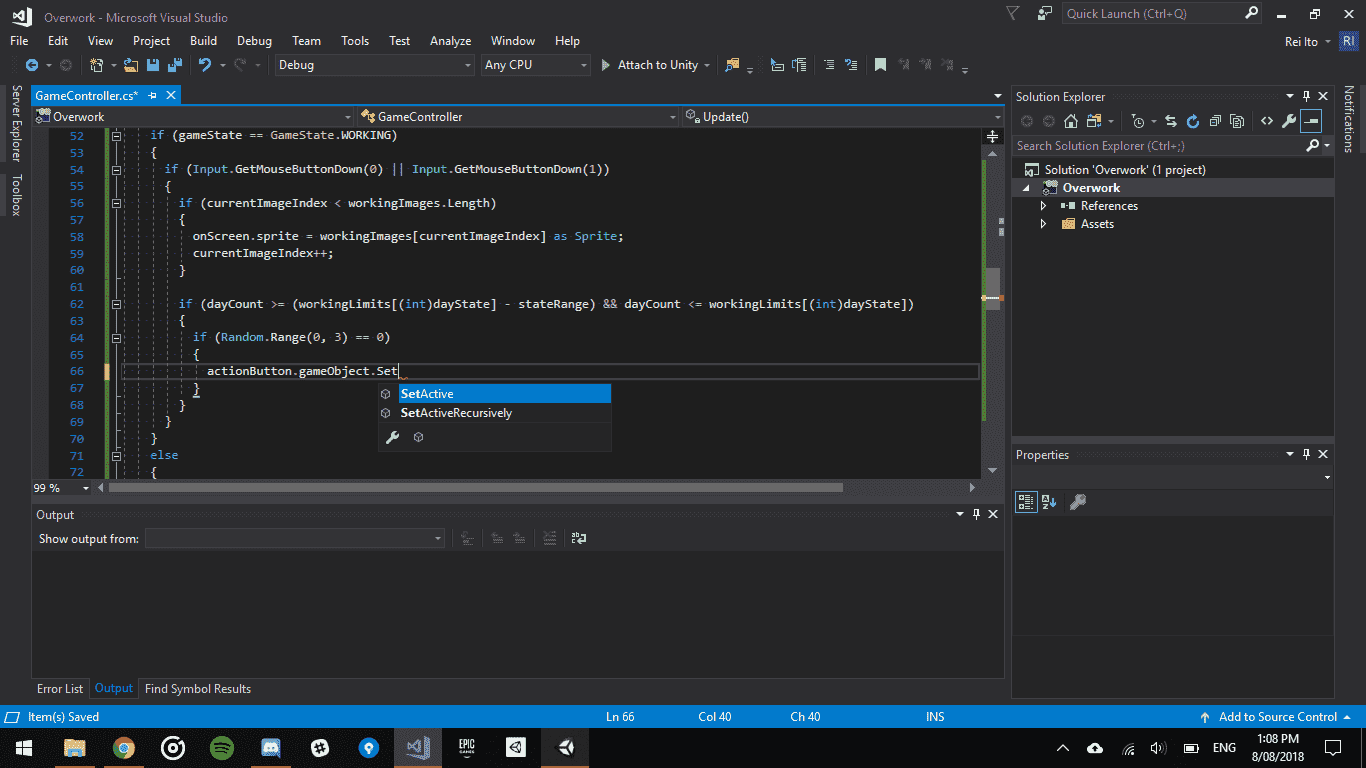 Overwork - Microsoft Visual Studio
Quick Launch (Ctrl+Q)
File Edit View Project Build Debug Team Tools Test Analyze Window Help
Rei Ito RI
Debug Any CPU Attach to Unity
Server Explorer
Toolbox
GameController.cs*
Overwork GameController Update()
52 if (gameState == GameState.WORKING)
53 {
54 if (Input.GetMouseButtonDown(0) || Input.GetMouseButtonDown(1))
55 {
56 if (currentImageIndex < workingImages.Length)
57 {
58 onScreen.sprite = workingImages[currentImageIndex] as Sprite;
59 currentImageIndex++;
60 }
61
62 if (dayCount >= (workingLimits[(int)dayState] - stateRange) && dayCount <= workingLimits[(int)dayState])
63 {
64 if (Random.Range(0, 3) == 0)
65 {
66 actionButton.gameObject.Set
67 }
68 }
69 }
70 }
71 else
72 {
SetActive
SetActiveRecursively
99 %
Output
Show output from:
Error List Output Find Symbol Results
Solution Explorer
Search Solution Explorer (Ctrl+;)
Solution 'Overwork' (1 project)
Overwork
References
Assets
Properties
Notifications
Item(s) Saved Ln 66 Col 40 Ch 40 INS Add to Source Control
EPIC GAMES
ENG
1:08 PM
8/08/2018